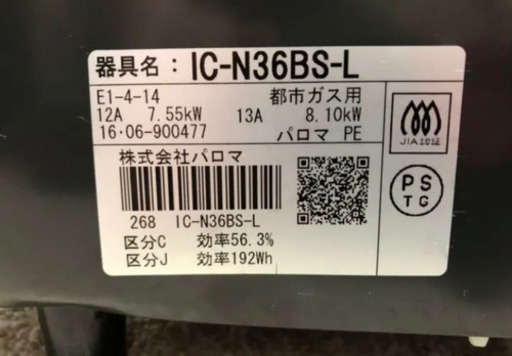 器具名： IC-N36BS-L
E1-4-14 都市ガス用
12A 7.55kW 13A 8.10kW
16·06-900477 パロマ PE
株式会社パロマ
268 IC-N36BS-L
区分C 効率56.3%
区分J 効率192Wh
JIA認証
PS
TG